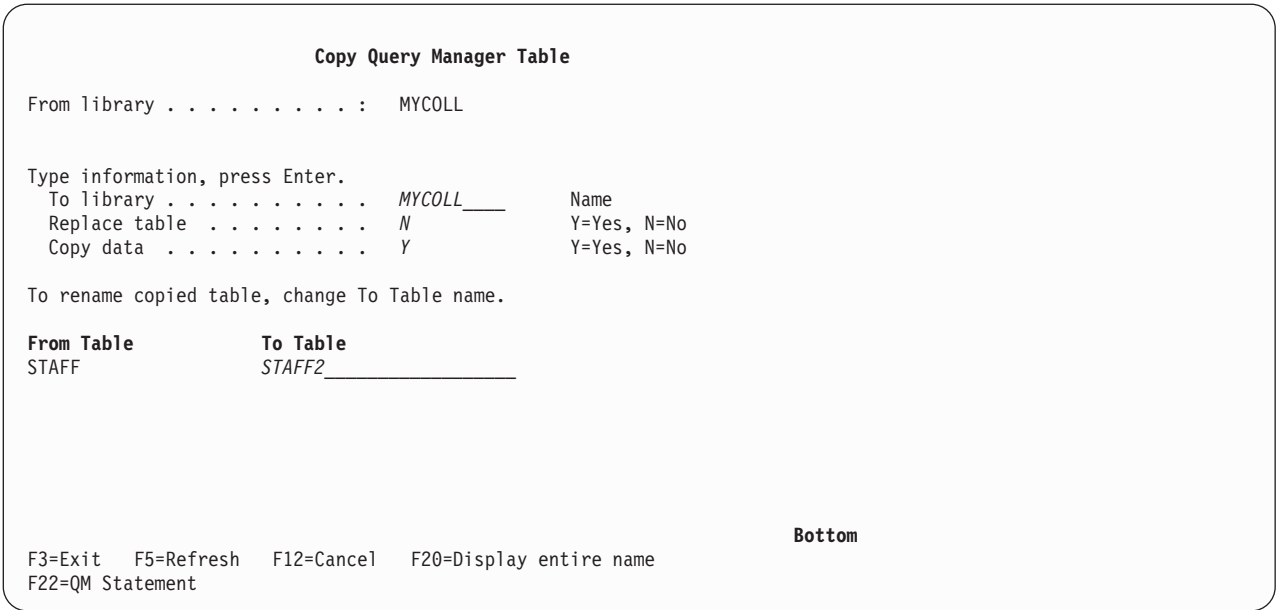 Copy Query Manager Table
From library . . . . . . . . . : MYCOLL
Type information, press Enter.
To library . . . . . . . . . . MYCOLL____ Name
Replace table . . . . . . . . N Y=Yes, N=No
Copy data . . . . . . . . . . Y Y=Yes, N=No
To rename copied table, change To Table name.
From Table To Table
STAFF STAFF2__________________
Bottom
F3=Exit F5=Refresh F12=Cancel F20=Display entire name
F22=QM Statement